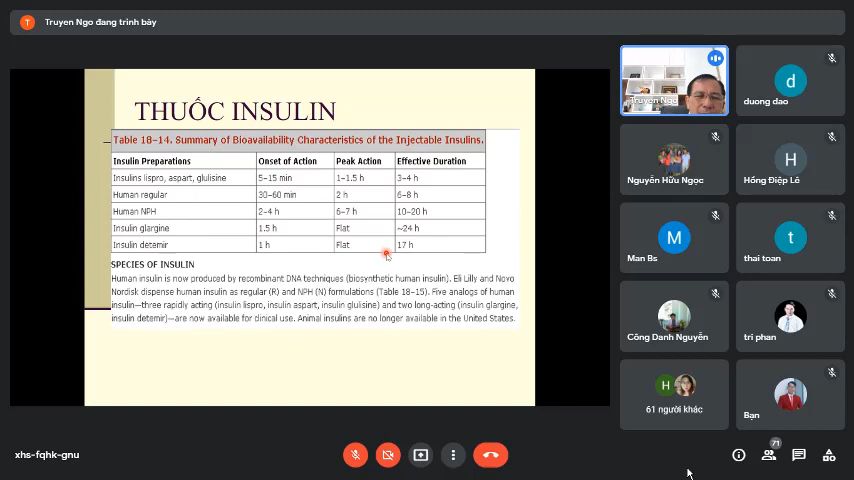 T Truyen Ngo đang trình bày
THUỐC INSULIN
Table 18–14. Summary of Bioavailability Characteristics of the Injectable Insulins.
Insulin Preparations Onset of Action Peak Action Effective Duration
Insulins lispro, aspart, glulisine 5–15 min 1–1.5 h 3–4 h
Human regular 30–60 min 2 h 6–8 h
Human NPH 2–4 h 6–7 h 10–20 h
Insulin glargine 1.5 h Flat ~24 h
Insulin detemir 1 h Flat 17 h
SPECIES OF INSULIN
Human insulin is now produced by recombinant DNA techniques (biosynthetic human insulin). Eli Lilly and Novo
Nordisk dispense human insulin as regular (R) and NPH (N) formulations (Table 18–15). Five analogs of human
insulin—three rapidly acting (insulin lispro, insulin aspart, insulin glulisine) and two long-acting (insulin glargine,
insulin detemir)—are now available for clinical use. Animal insulins are no longer available in the United States.
Truyen Ngo
d
duong dao
Nguyễn Hữu Ngọc
H
Hồng Điệp Lê
M
Man Bs
t
thai toan
Công Danh Nguyễn
tri phan
H
61 người khác
Bạn
xhs-fqhk-gnu
71